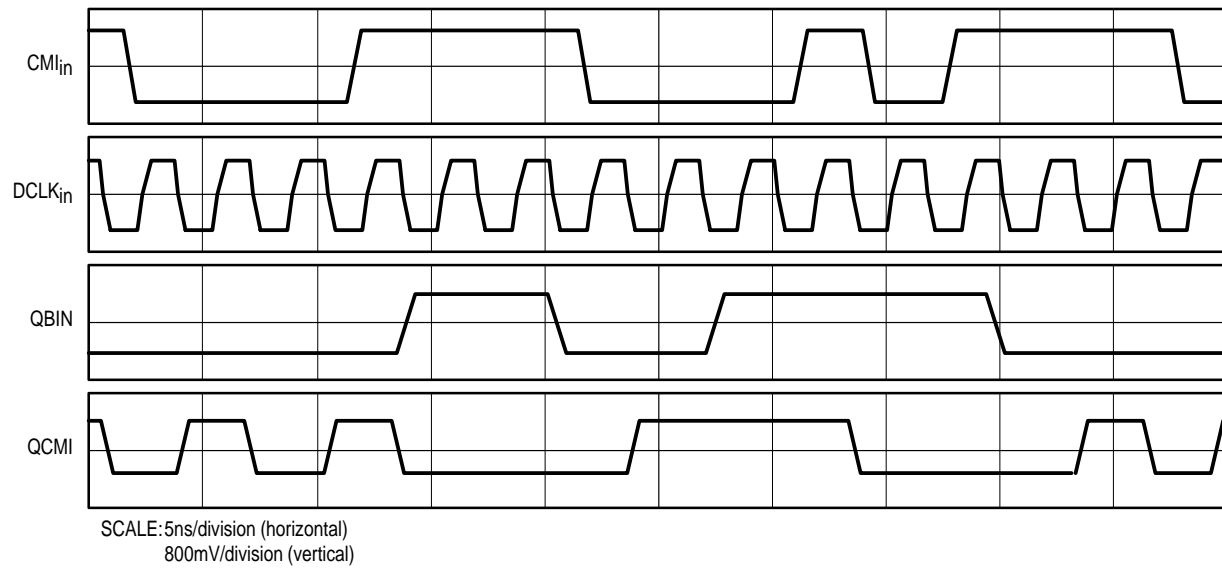 CMIin
DCLKin
QBIN
QCMI
SCALE: 5ns/division (horizontal)
800mV/division (vertical)